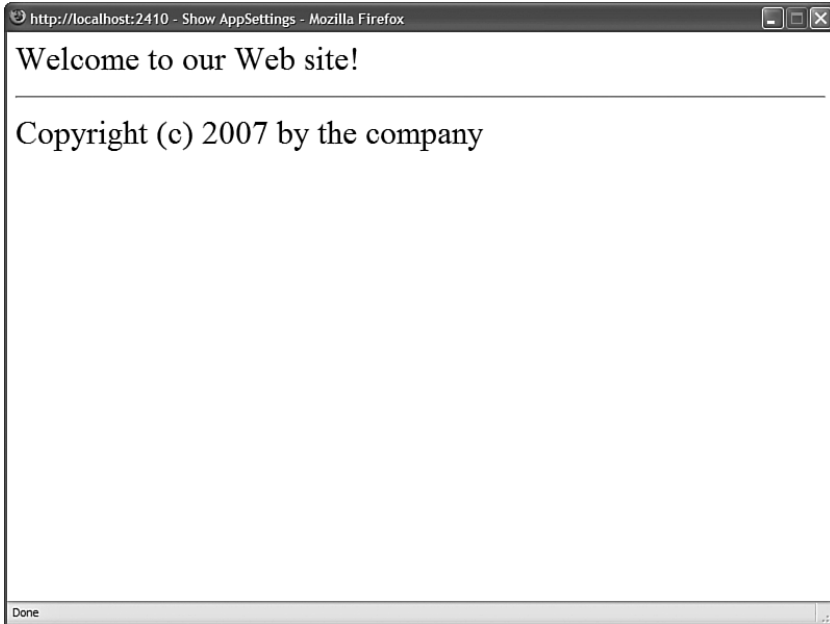 http://localhost:2410 - Show AppSettings - Mozilla Firefox
Welcome to our Web site!
Copyright (c) 2007 by the company
Done